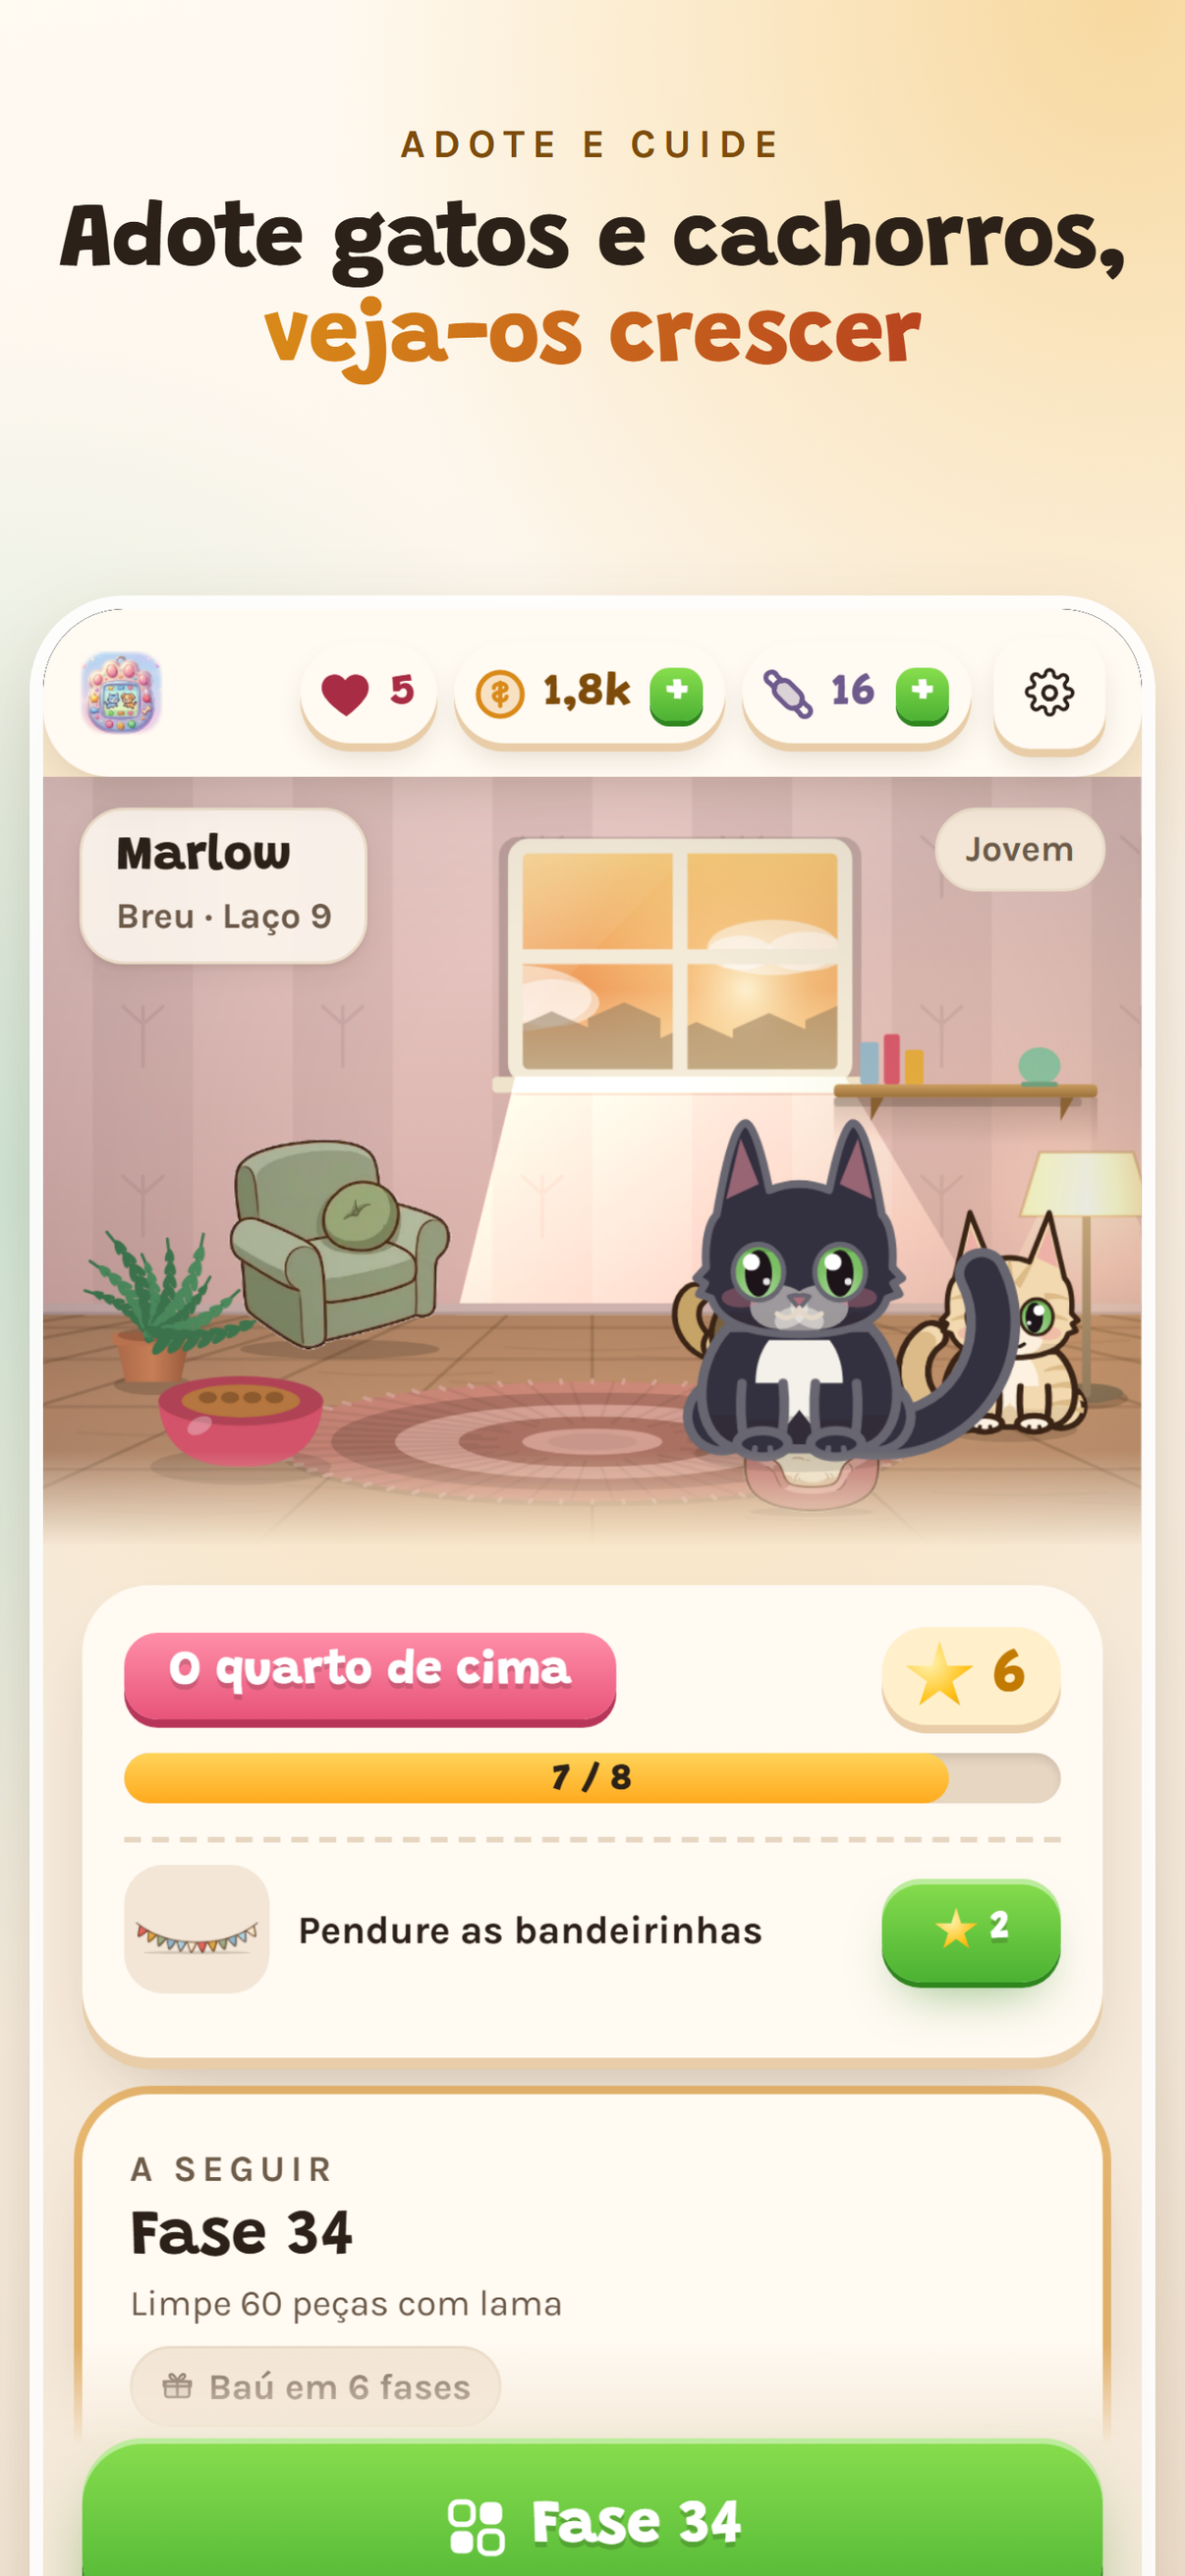 ADOTE E CUIDE
Adote gatos e cachorros,
veja-os crescer
5
1,8k
+
16
+
Marlow
Breu · Laço 9
Jovem
O quarto de cima
6
7 / 8
Pendure as bandeirinhas
2
A SEGUIR
Fase 34
Limpe 60 peças com lama
Baú em 6 fases
Fase 34